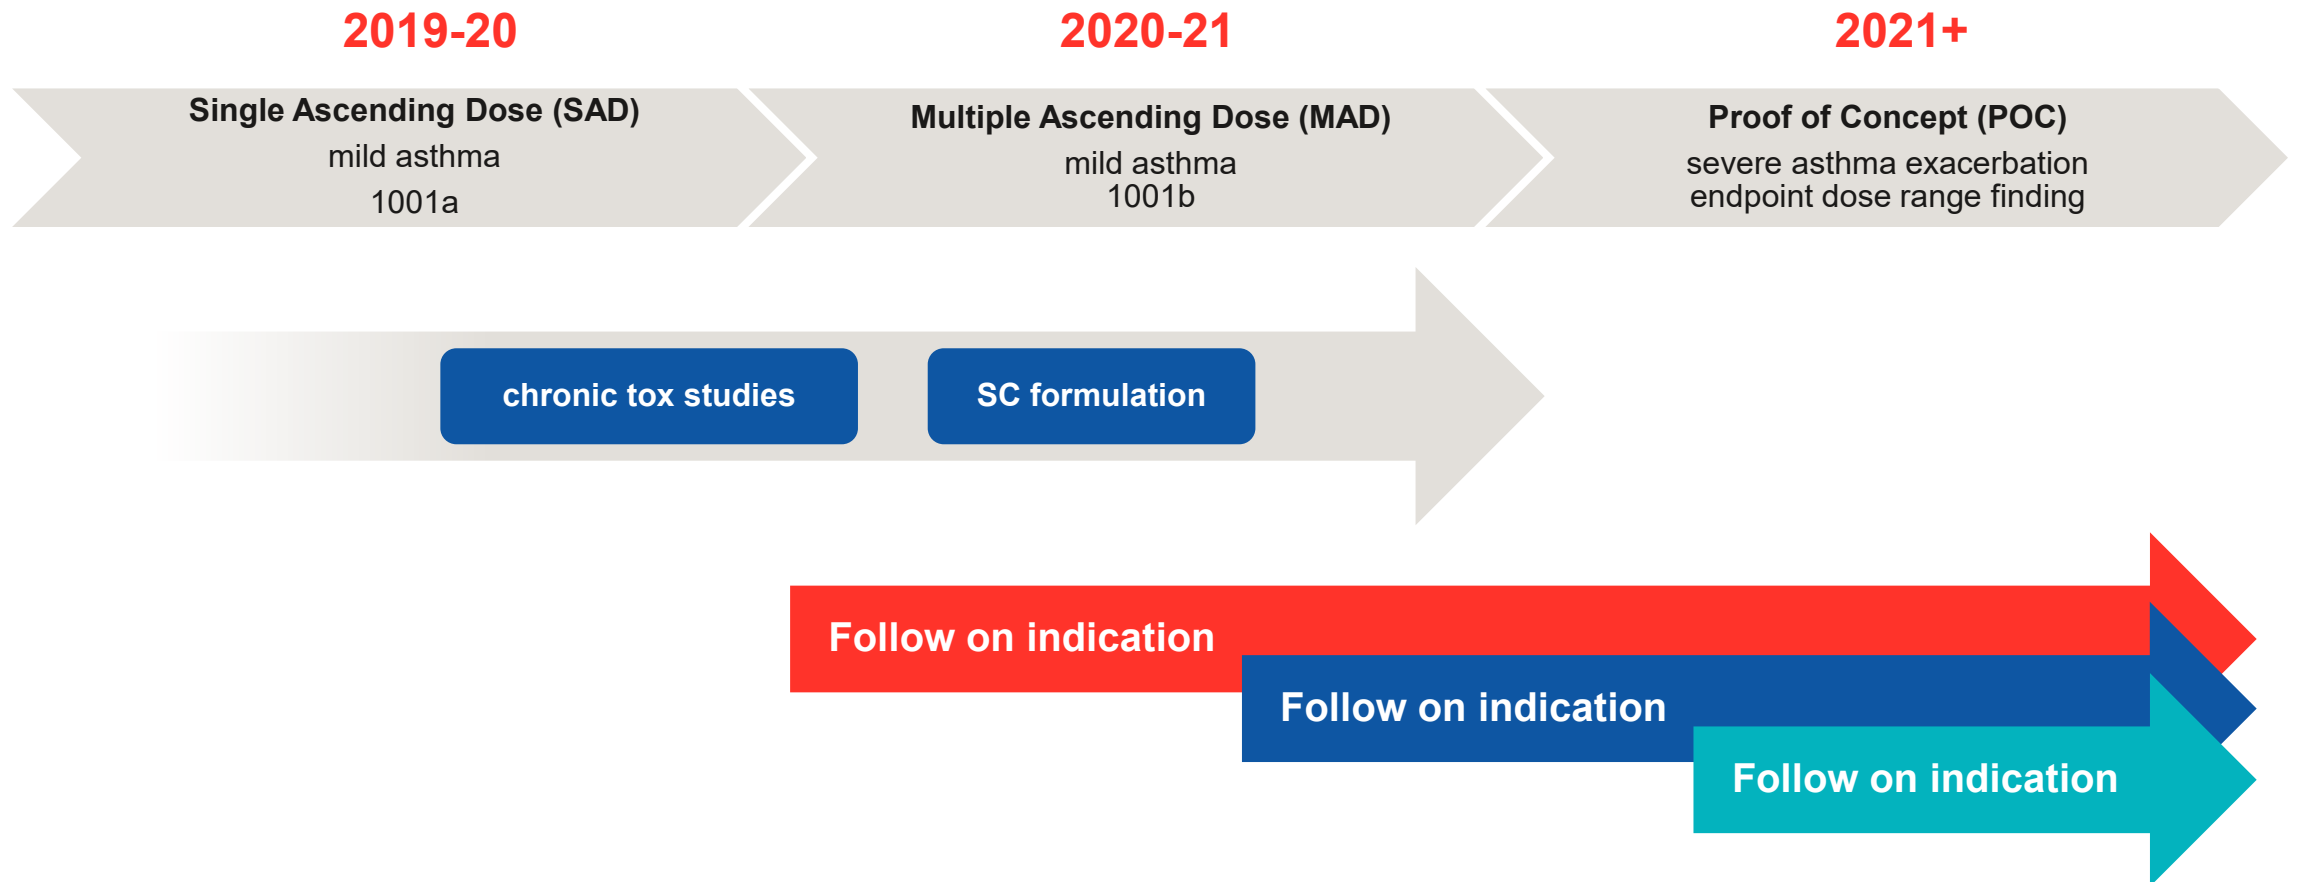 2019-20
2020-21
2021+
Single Ascending Dose (SAD)
mild asthma
1001a
Multiple Ascending Dose (MAD)
mild asthma
1001b
Proof of Concept (POC)
severe asthma exacerbation
endpoint dose range finding
chronic tox studies
SC formulation
Follow on indication
Follow on indication
Follow on indication